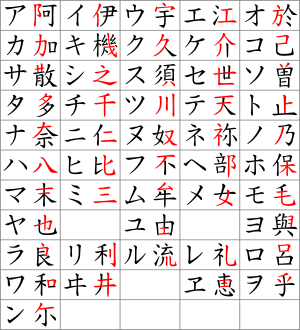 ア阿 イ伊 ウ宇 エ江 オ於
カ加 キ機 ク久 ケ介 コ己
サ散 シ之 ス須 セ世 ソ曽
タ多 チ千 ツ川 テ天 ト止
ナ奈 ニ仁 ヌ奴 ネ祢 ノ乃
ハ八 ヒ比 フ不 ヘ部 ホ保
マ末 ミ三 ム牟 メ女 モ毛
ヤ也 ユ由 ヨ與
ラ良 リ利 ル流 レ礼 ロ呂
ワ和 ヰ井 ヱ恵 ヲ乎
ン尓